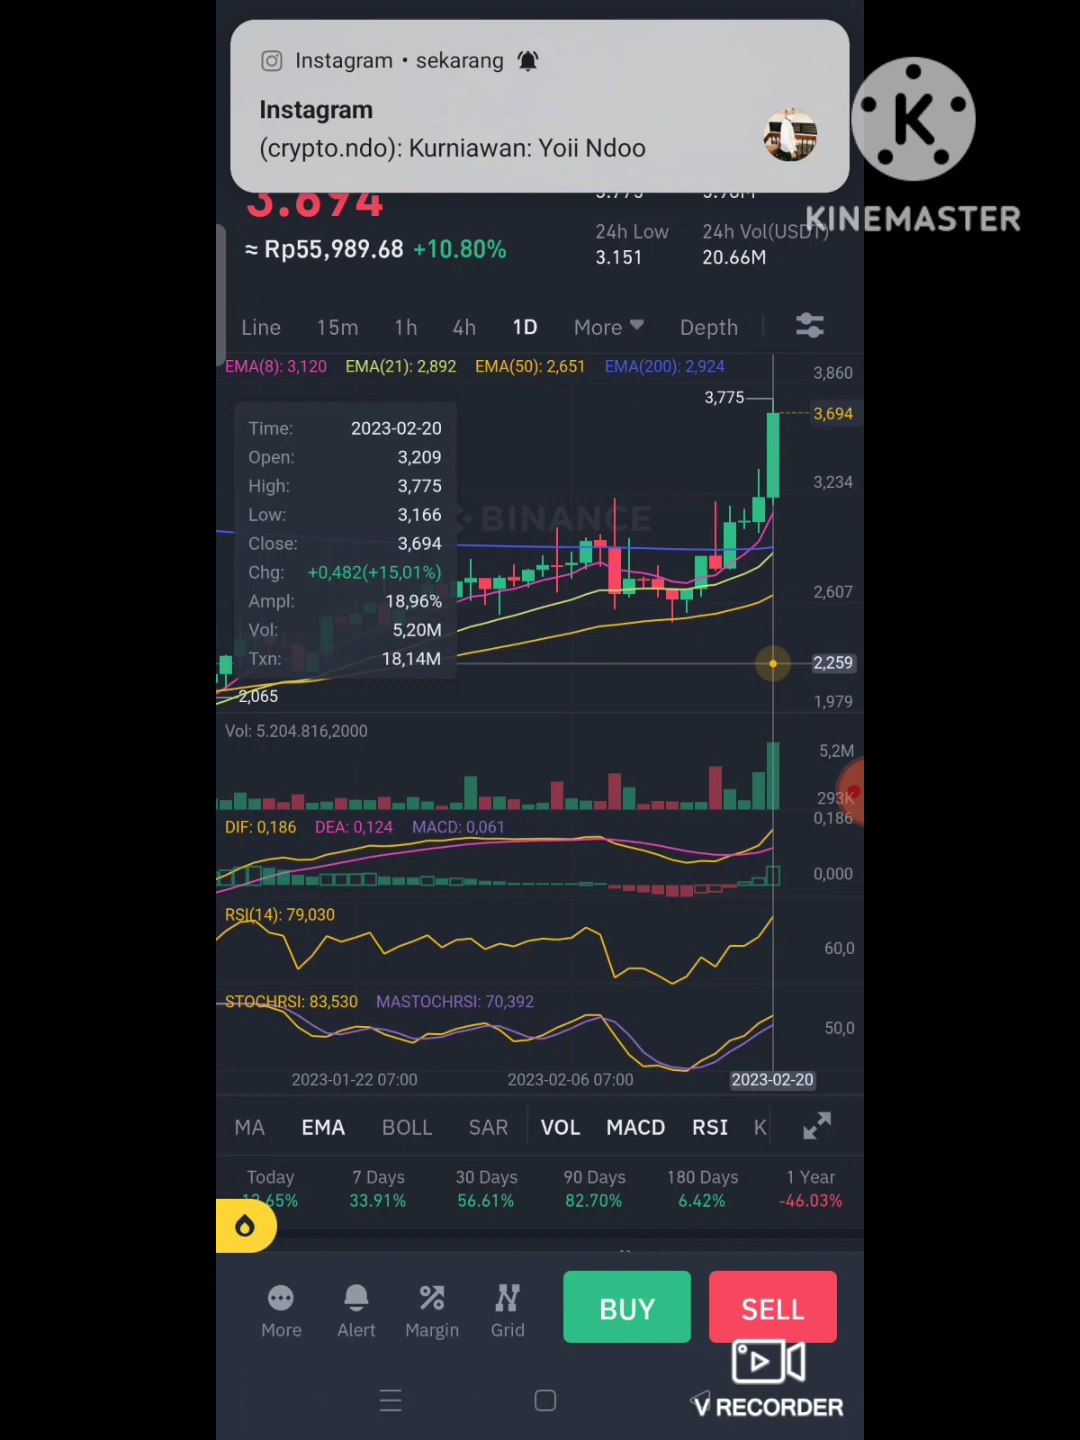 Instagram • sekarang
Instagram
(crypto.ndo): Kurniawan: Yoii Ndoo
KINEMASTER
3.694
≈ Rp55,989.68 +10.80%
24h Low
24h Vol(USDT)
3.151
20.66M
Line 15m 1h 4h 1D More Depth
EMA(8): 3,120 EMA(21): 2,892 EMA(50): 2,651 EMA(200): 2,924
3,860
3,775
3,694
3,234
2,607
2,259
1,979
2,065
Time: 2023-02-20
Open: 3,209
High: 3,775
Low: 3,166
Close: 3,694
Chg: +0,482(+15,01%)
Ampl: 18,96%
Vol: 5,20M
Txn: 18,14M
BINANCE
Vol: 5.204.816,2000
5,2M
293K
DIF: 0,186 DEA: 0,124 MACD: 0,061
0,186
0,000
RSI(14): 79,030
60,0
STOCHRSI: 83,530 MASTOCHRSI: 70,392
50,0
2023-01-22 07:00 2023-02-06 07:00 2023-02-20
MA EMA BOLL SAR VOL MACD RSI K
Today 7 Days 30 Days 90 Days 180 Days 1 Year
33.91% 56.61% 82.70% 6.42% -46.03%
More Alert Margin Grid
BUY
SELL
V RECORDER